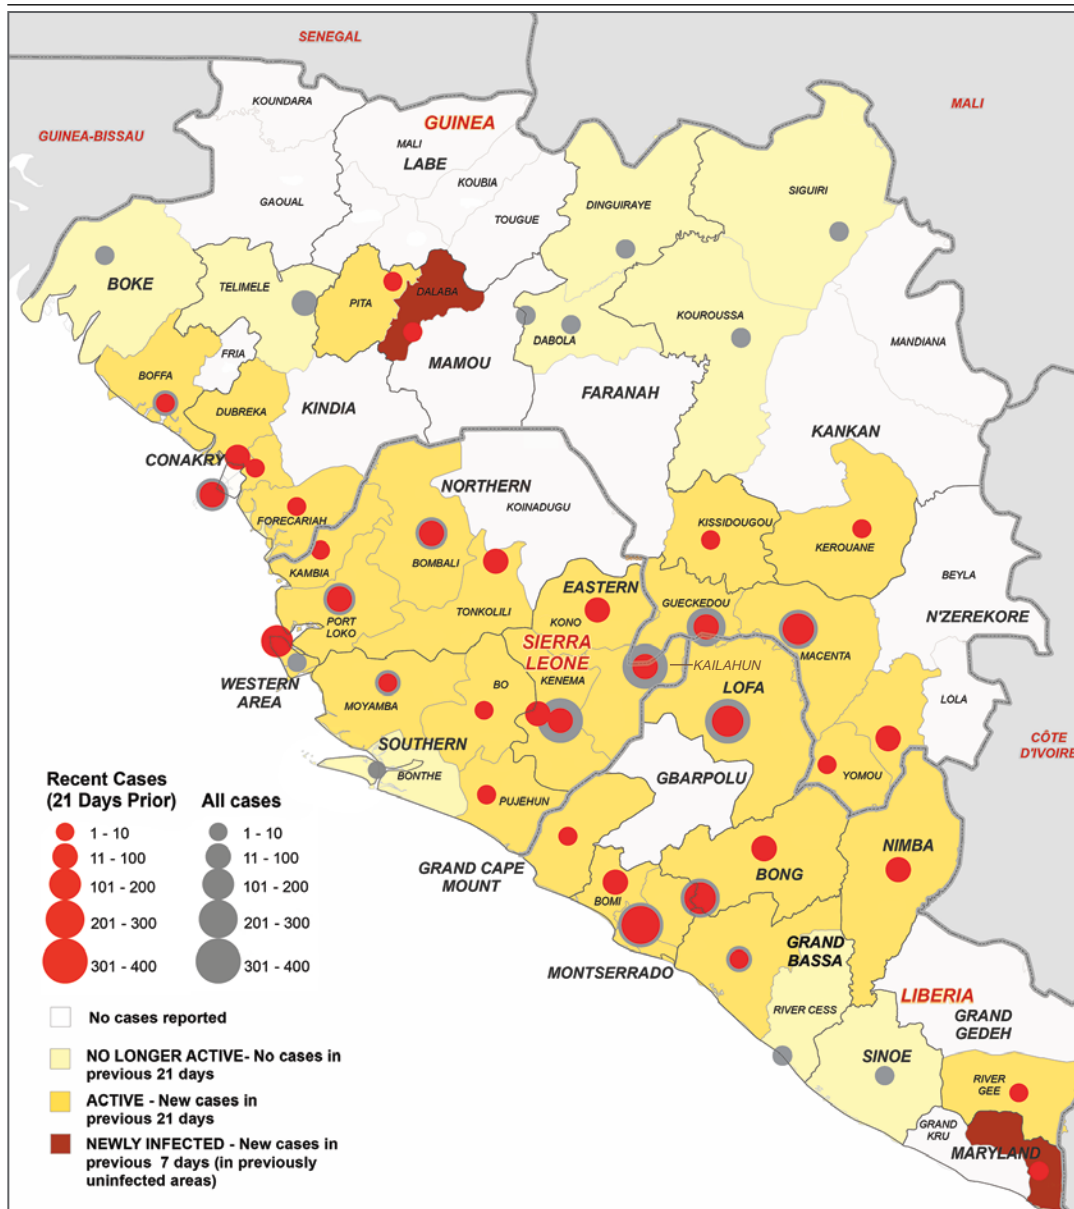 SENEGAL
KOUNDARA
MALI
GUINEA
GUINEA-BISSAU
MALI
LABE
KOUBIA
SIGUIRI
GAOUAL
DINGUIRAYE
TOUGUE
BOKE
TELIMELE
DALABA
PITA
KOUROUSSA
DABOLA
MANDIANA
FRIA
MAMOU
BOFFA
FARANAH
DUBREKA
KINDIA
KANKAN
CONAKRY
NORTHERN
KOINADUGU
FORECARIAH
KISSIDOUGOU
KEROUANE
BOMBALI
KAMBIA
BEYLA
EASTERN
GUECKEDOU
TONKOLILI
N'ZEREKORE
PORT
LOKO
KONO
SIERRA
LEONE
MACENTA
KAILAHUN
KENEMA
WESTERN
AREA
BO
LOFA
LOLA
MOYAMBA
CÔTE
D'IVOIRE
SOUTHERN
BONTHE
GBARPOLU
YOMOU
PUJEHUN
NIMBA
GRAND CAPE
MOUNT
BONG
BOMI
GRAND
BASSA
MONTSERRADO
LIBERIA
RIVER CESS
GRAND
GEDEH
SINOE
RIVER
GEE
GRAND
KRU
MARYLAND
Recent Cases
(21 Days Prior)
All cases
1 - 10
1 - 10
11 - 100
11 - 100
101 - 200
101 - 200
201 - 300
201 - 300
301 - 400
301 - 400
No cases reported
NO LONGER ACTIVE- No cases in
previous 21 days
ACTIVE - New cases in
previous 21 days
NEWLY INFECTED - New cases in
previous 7 days (in previously
uninfected areas)